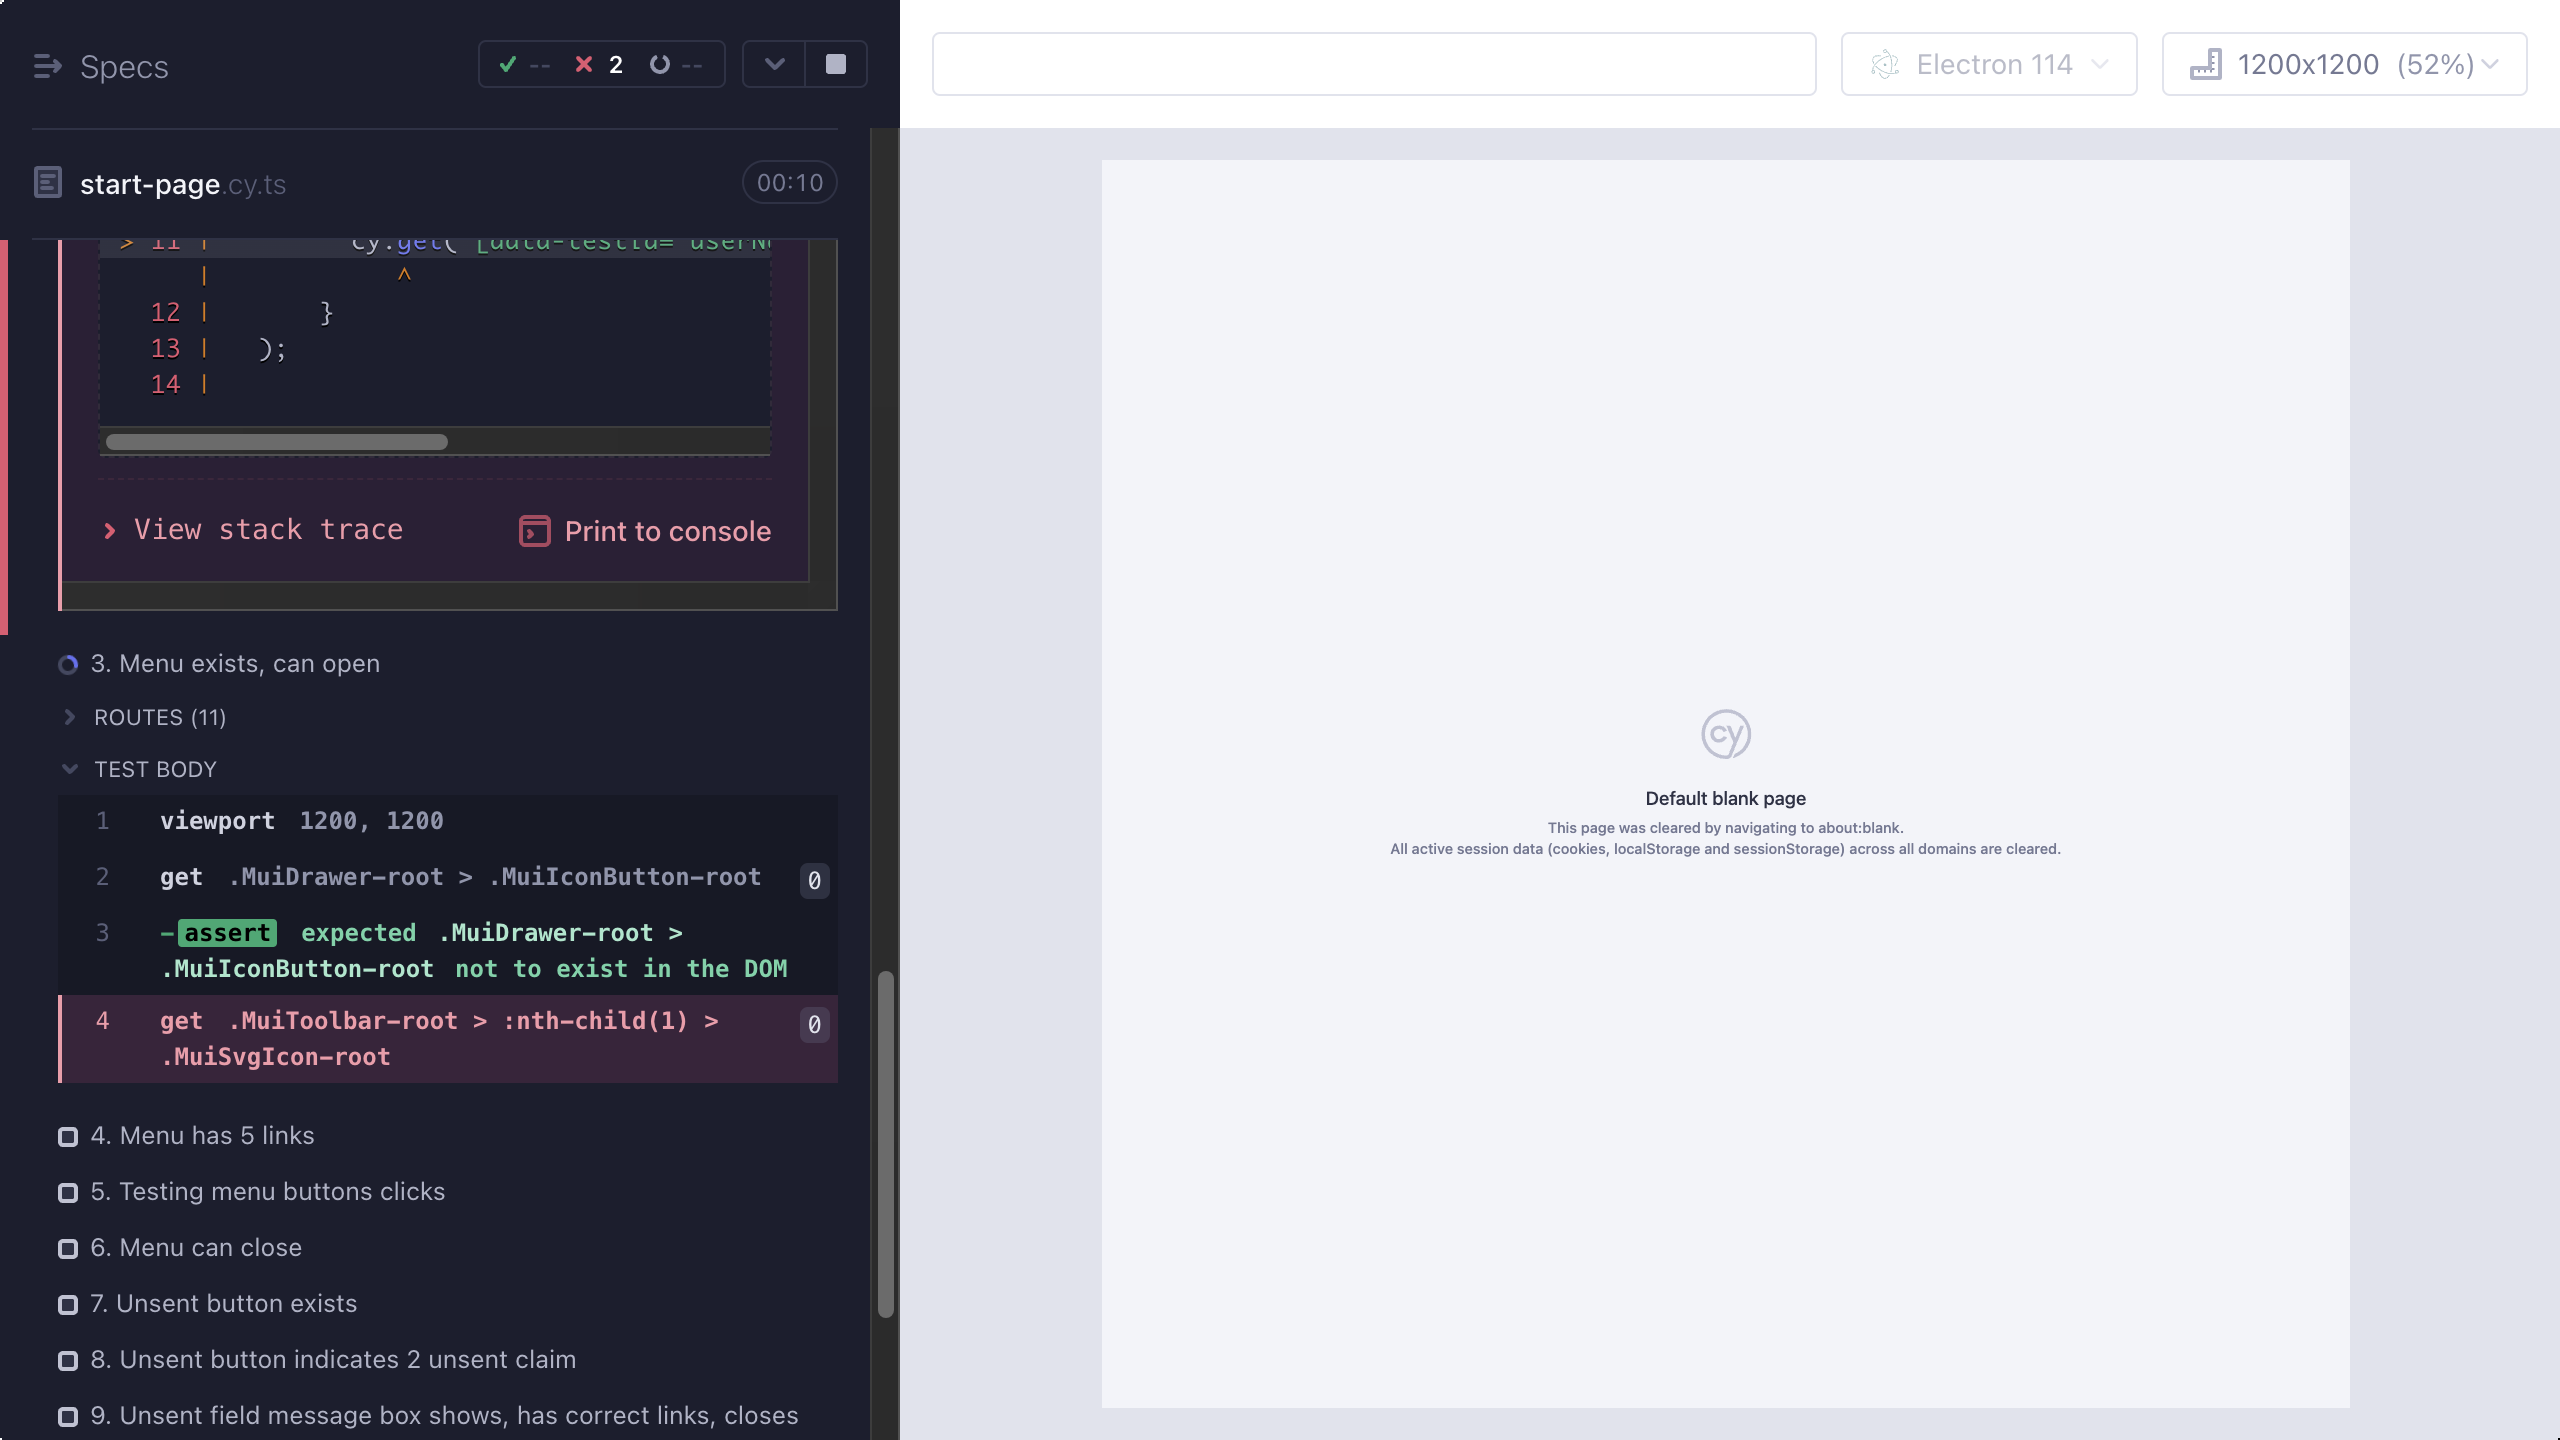 Specs
-- 2 --
start-page.cy.ts 00:10
> 11 | cy.get(
| ^
12 | }
13 | );
14 |
View stack trace
Print to console
3. Menu exists, can open
ROUTES (11)
TEST BODY
1 viewport 1200, 1200
2 get .MuiDrawer-root > .MuiIconButton-root 0
3 -assert expected .MuiDrawer-root >
.MuiIconButton-root not to exist in the DOM
4 get .MuiToolbar-root > :nth-child(1) > 0
.MuiSvgIcon-root
4. Menu has 5 links
5. Testing menu buttons clicks
6. Menu can close
7. Unsent button exists
8. Unsent button indicates 2 unsent claim
9. Unsent field message box shows, has correct links, closes
Electron 114
1200x1200 (52%)
cy
Default blank page
This page was cleared by navigating to about:blank.
All active session data (cookies, localStorage and sessionStorage) across all domains are cleared.